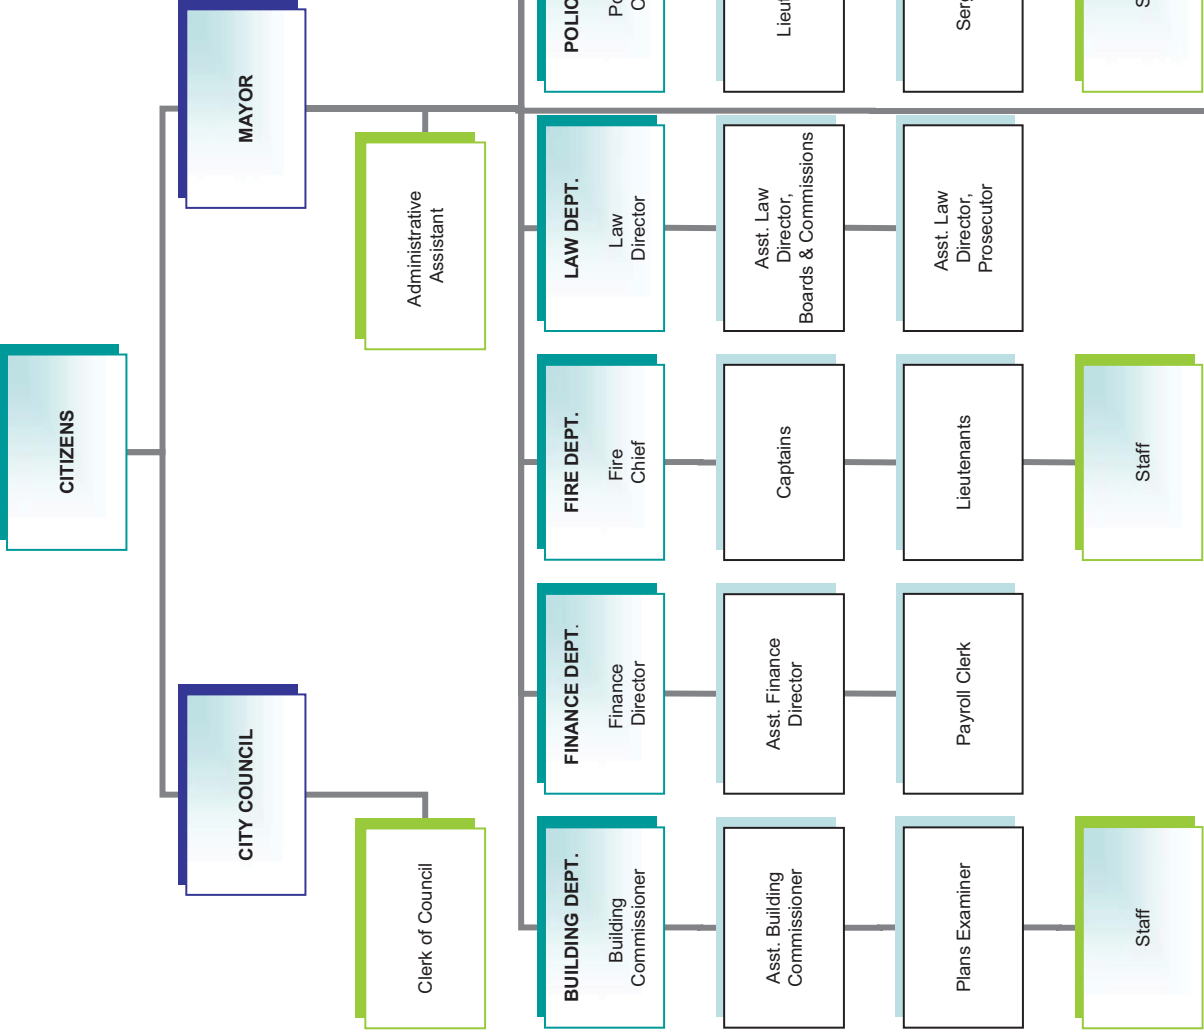 CITIZENS
CITY COUNCIL
MAYOR
Clerk of Council
Administrative
Assistant
BUILDING DEPT.
Building
Commissioner
Asst. Building
Commissioner
Plans Examiner
Staff
FINANCE DEPT.
Finance
Director
Asst. Finance
Director
Payroll Clerk
FIRE DEPT.
Fire
Chief
Captains
Lieutenants
Staff
LAW DEPT.
Law
Director
Asst. Law
Director,
Boards & Commissions
Asst. Law
Director,
Prosecutor